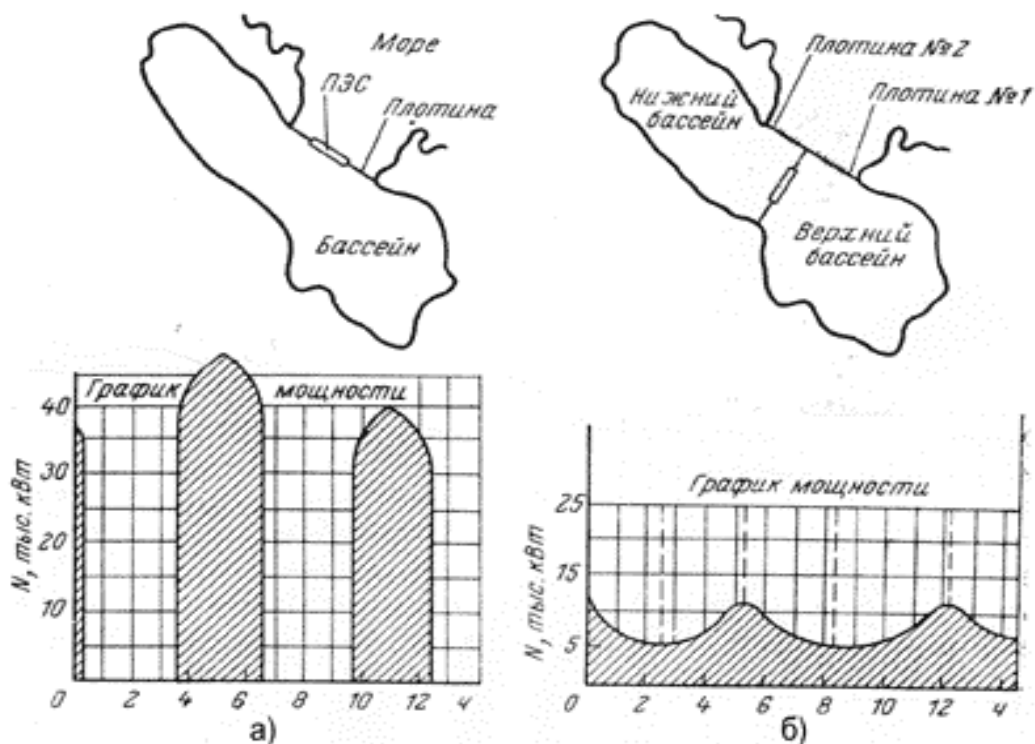 Море
ПЭС
Плотина
Бассейн
Плотина №2
Плотина №1
Нижний
бассейн
Верхний
бассейн
График мощности
N, тыс. кВт
40
30
20
10
0 2 4 6 8 10 12 ч
а)
График мощности
N, тыс. кВт
25
15
5
0 2 4 6 8 10 12 ч
б)